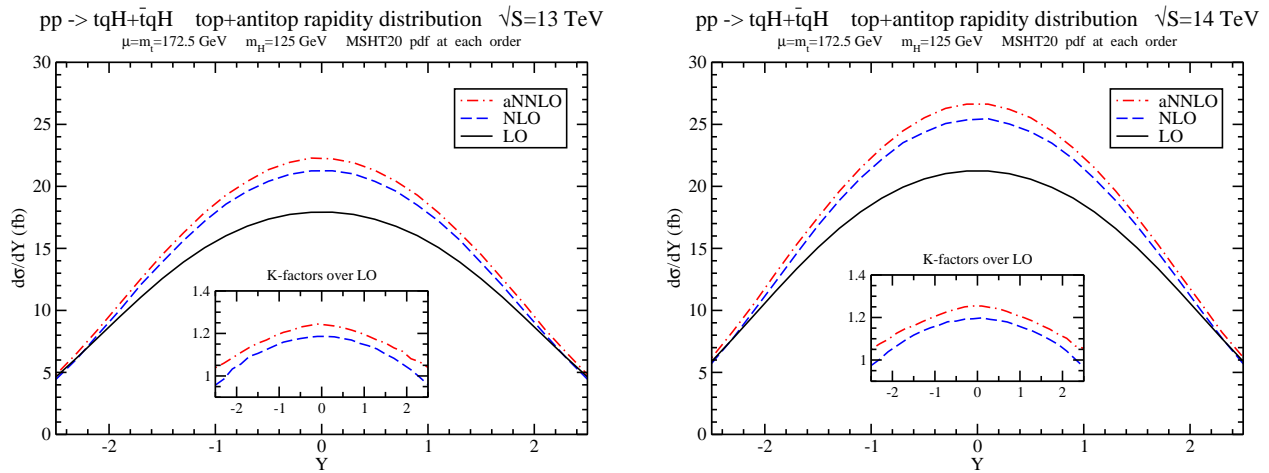 pp -> tqH+t̄qH top+antitop rapidity distribution √S=13 TeV
μ=mt=172.5 GeV mH=125 GeV MSHT20 pdf at each order
30
25
20
15
10
5
0
dσ/dY (fb)
aNNLO
NLO
LO
K-factors over LO
1.4
1.2
1
-2 -1 0 1 2
-2 -1 0 1 2
Y
pp -> tqH+t̄qH top+antitop rapidity distribution √S=14 TeV
μ=mt=172.5 GeV mH=125 GeV MSHT20 pdf at each order
30
25
20
15
10
5
0
dσ/dY (fb)
aNNLO
NLO
LO
K-factors over LO
1.4
1.2
1
-2 -1 0 1 2
-2 -1 0 1 2
Y